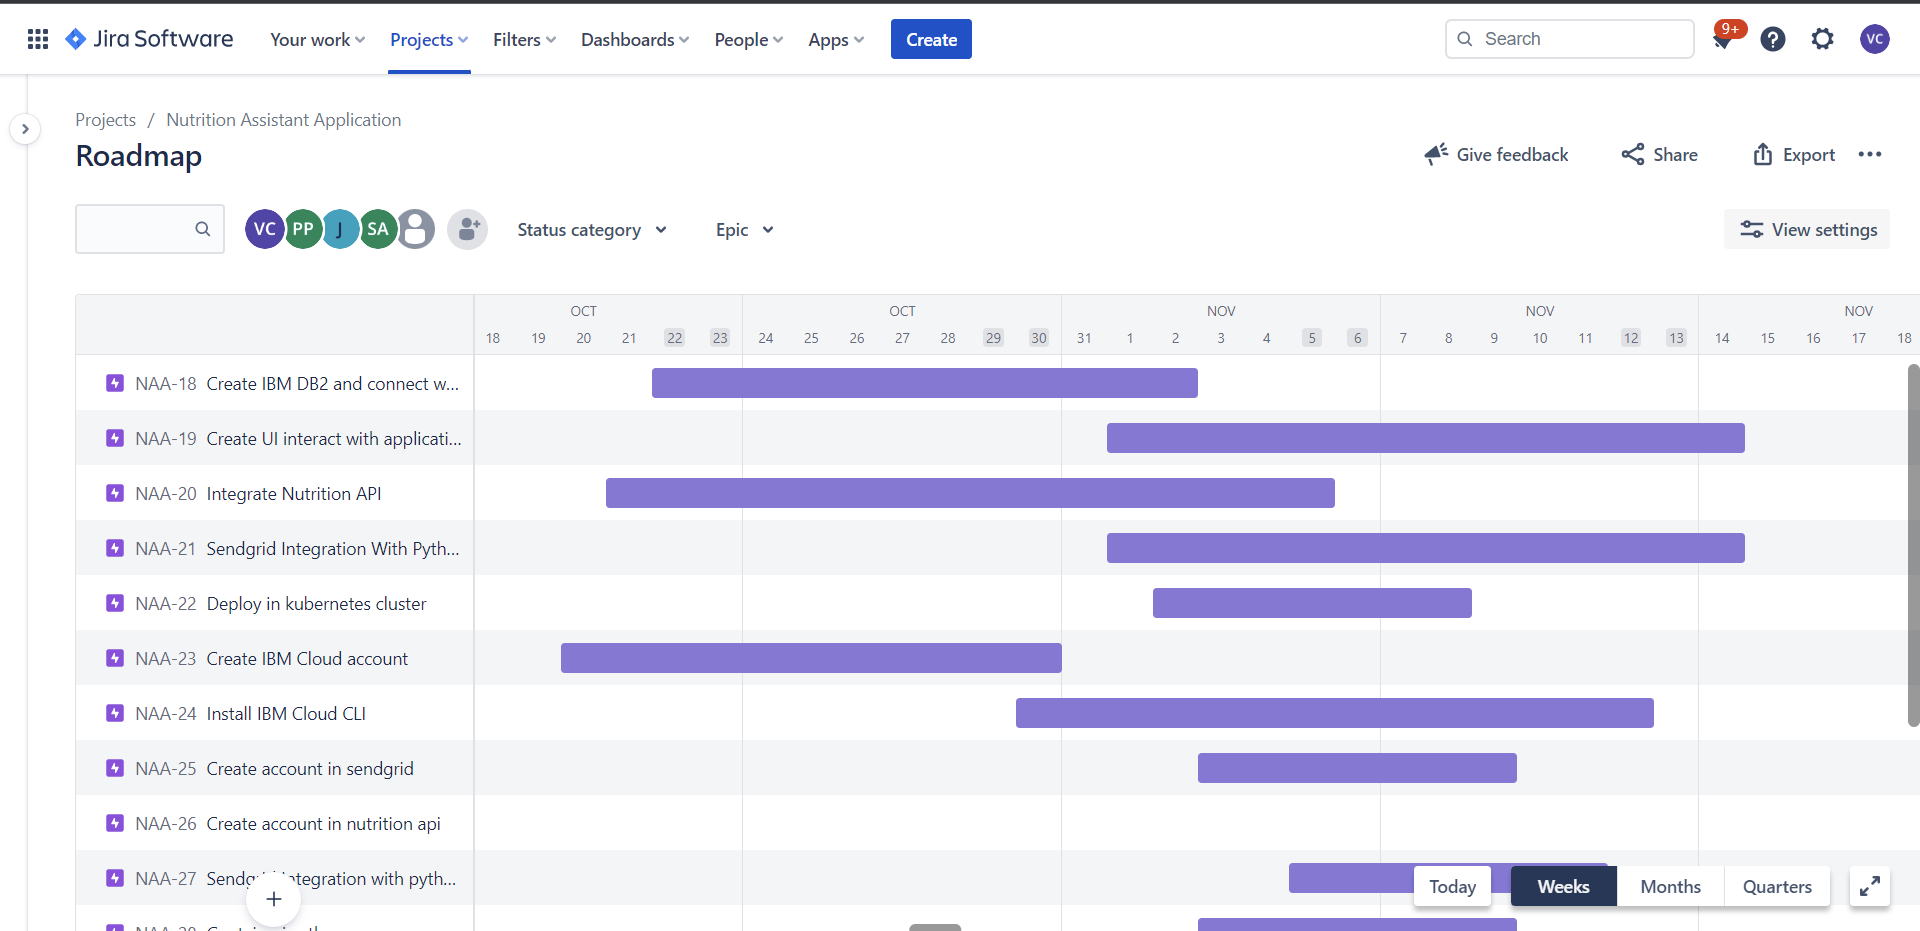 Jira Software Your work Projects Filters Dashboards People Apps Create Search 9+ ? VC
Projects / Nutrition Assistant Application
Roadmap
Give feedback Share Export
VC PP J SA Status category Epic View settings
OCT OCT NOV NOV NOV
18 19 20 21 22 23 24 25 26 27 28 29 30 31 1 2 3 4 5 6 7 8 9 10 11 12 13 14 15 16 17 18
NAA-18 Create IBM DB2 and connect w...
NAA-19 Create UI interact with applicati...
NAA-20 Integrate Nutrition API
NAA-21 Sendgrid Integration With Pyth...
NAA-22 Deploy in kubernetes cluster
NAA-23 Create IBM Cloud account
NAA-24 Install IBM Cloud CLI
NAA-25 Create account in sendgrid
NAA-26 Create account in nutrition api
NAA-27 Sendgrid integration with pyth...
Today Weeks Months Quarters